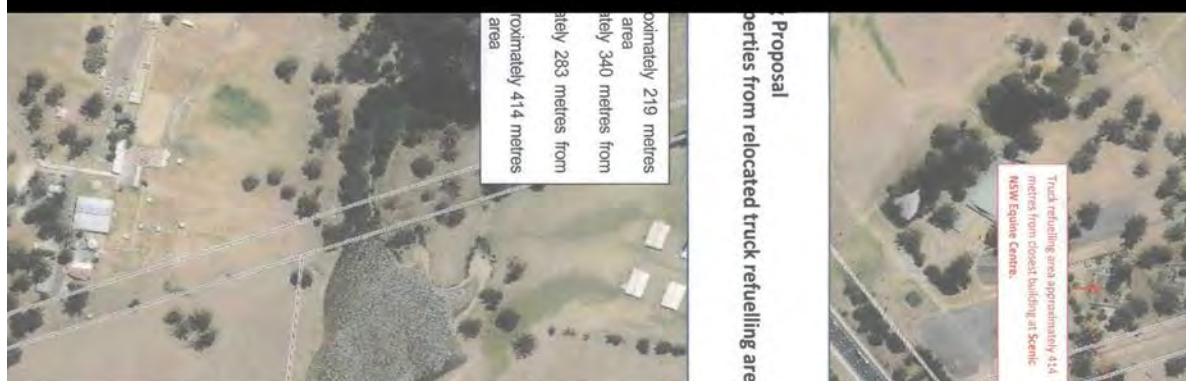 Truck refuelling area approximately 414
metres from closest building at Scenic
NSW Equine Centre.
y Proposal
perties from relocated truck refuelling are
oximately 219 metres
area
ately 340 metres from
ately 283 metres from
roximately 414 metres
area